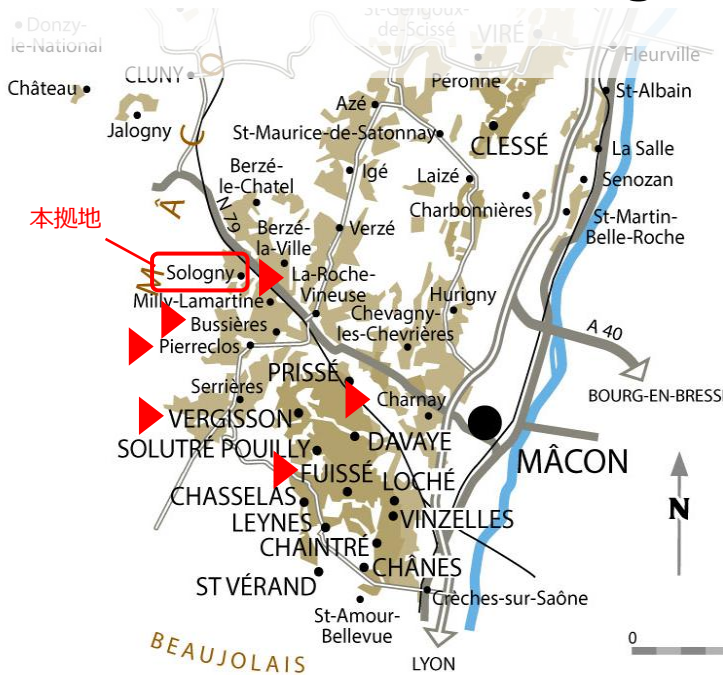 Donzy-
le-National
St-Gengoux-
de-Scissé
VIRÉ
Fleurville
Château
CLUNY
Péronne
St-Albain
Azé
Jalogny
St-Maurice-de-Satonnay
CLESSÉ
La Salle
Berzé-
le-Chatel
Igé
Laizé
Senozan
Charbonnières
N 79
Verzé
St-Martin-
Belle-Roche
本拠地
Berzé-
la-Ville
Sologny
La-Roche-
Vineuse
Milly-Lamartine
Hurigny
Chevagny-
les-Chevrières
Bussières
A 40
Pierreclos
PRISSÉ
Serrières
Charnay
BOURG-EN-BRESSE
VERGISSON
DAVAYE
SOLUTRE POUILLY
MÂCON
FUISSÉ
LOCHÉ
CHASSELAS
VINZELLES
LEYNES
N
CHAINTRÉ
CHÂNES
ST VÉRAND
Crèches-sur-Saône
St-Amour-
Bellevue
BEAUJOLAIS
LYON
0
M Â C O